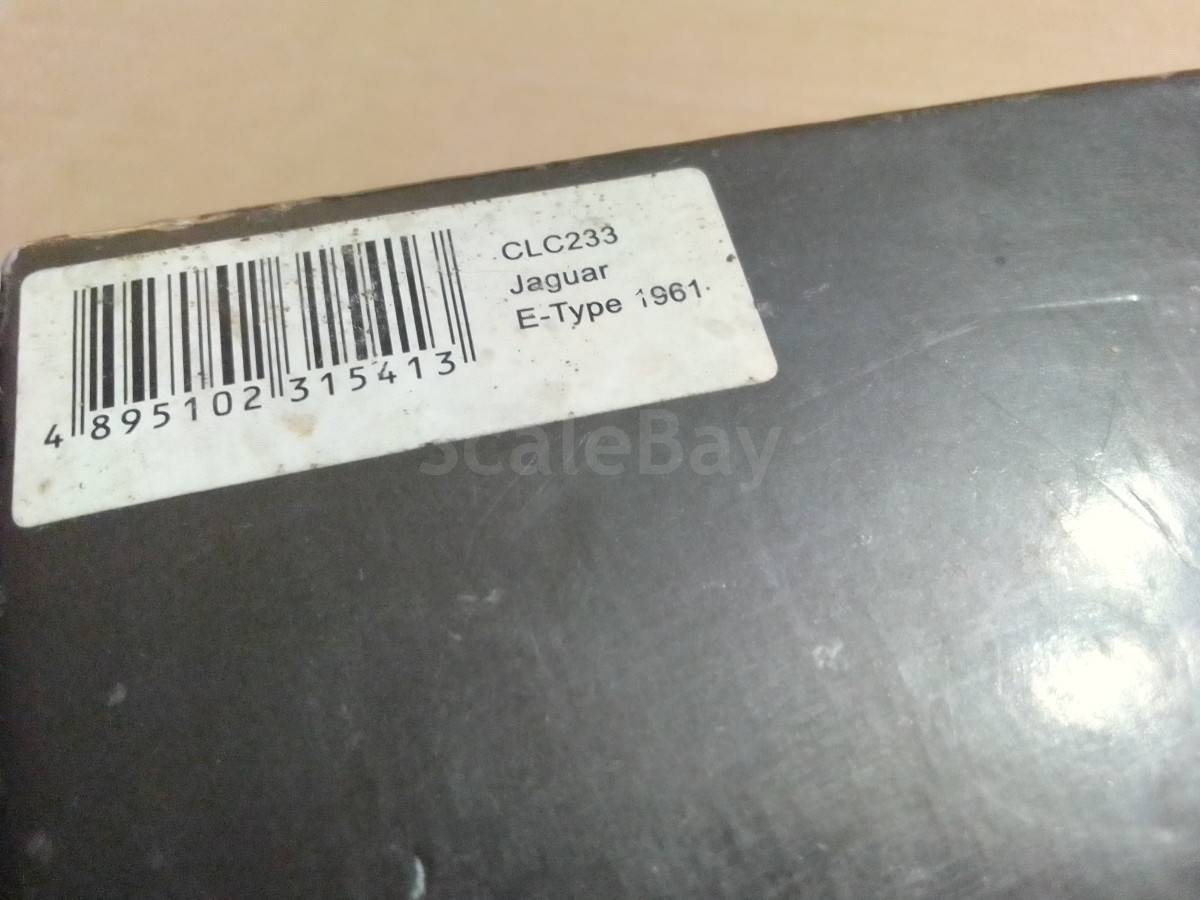 CLC233
Jaguar
E-Type 1961
4 895102 315413
ScaleBay